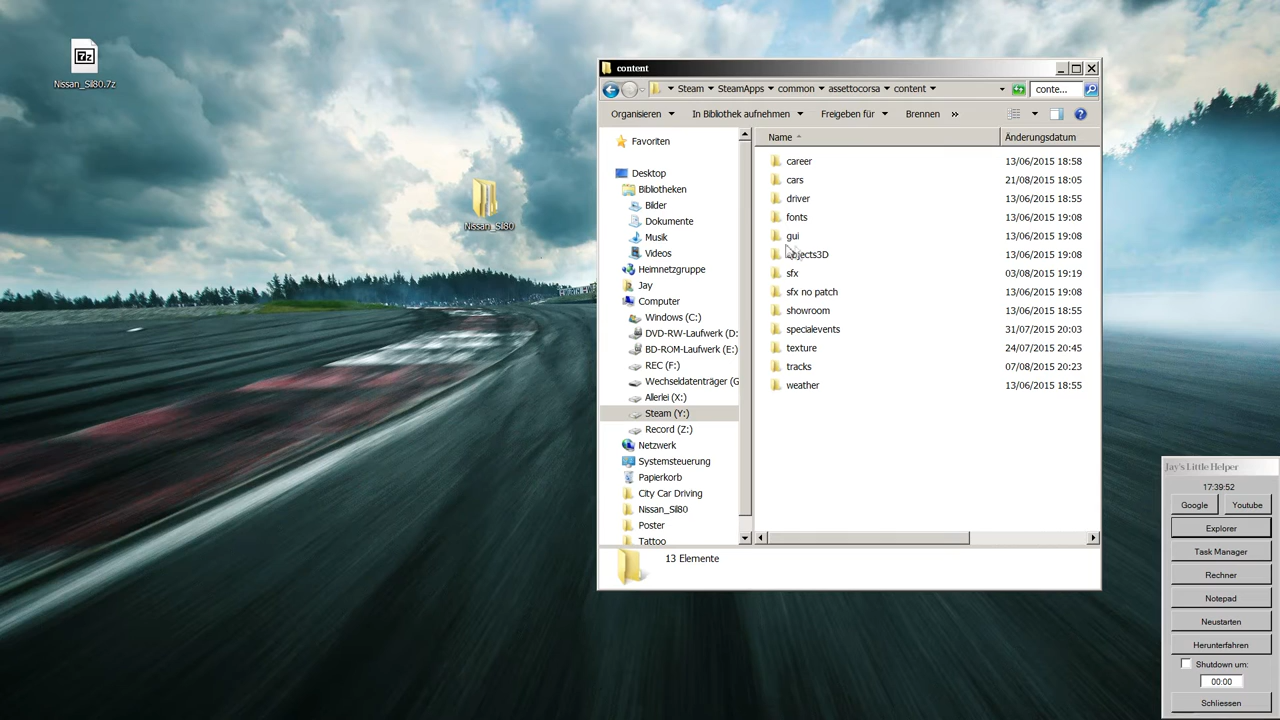 Nissan_Sil80.7z
Nissan_Sil80
content
Steam SteamApps common assettocorsa content conte...
Organisieren In Bibliothek aufnehmen Freigeben für Brennen »
Favoriten
Desktop
Bibliotheken
Bilder
Dokumente
Musik
Videos
Heimnetzgruppe
Jay
Computer
Windows (C:)
DVD-RW-Laufwerk (D:
BD-ROM-Laufwerk (E:)
REC (F:)
Wechseldatenträger (G
Allerlei (X:)
Steam (Y:)
Record (Z:)
Netzwerk
Systemsteuerung
Papierkorb
City Car Driving
Nissan_Sil80
Poster
Tattoo
Name Änderungsdatum
career 13/06/2015 18:58
cars 21/08/2015 18:05
driver 13/06/2015 18:55
fonts 13/06/2015 19:08
gui 13/06/2015 19:08
objects3D 13/06/2015 19:08
sfx 03/08/2015 19:19
sfx no patch 13/06/2015 19:08
showroom 13/06/2015 18:55
specialevents 31/07/2015 20:03
texture 24/07/2015 20:45
tracks 07/08/2015 20:23
weather 13/06/2015 18:55
13 Elemente
Jay's Little Helper
17:39:52
Google Youtube
Explorer
Task Manager
Rechner
Notepad
Neustarten
Herunterfahren
Shutdown um:
00:00
Schliessen